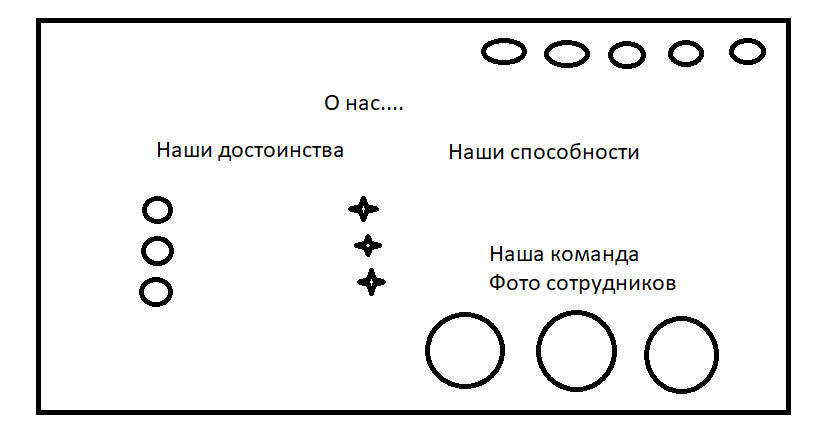 О нас....
Наши достоинства
Наши способности
Наша команда
Фото сотрудников